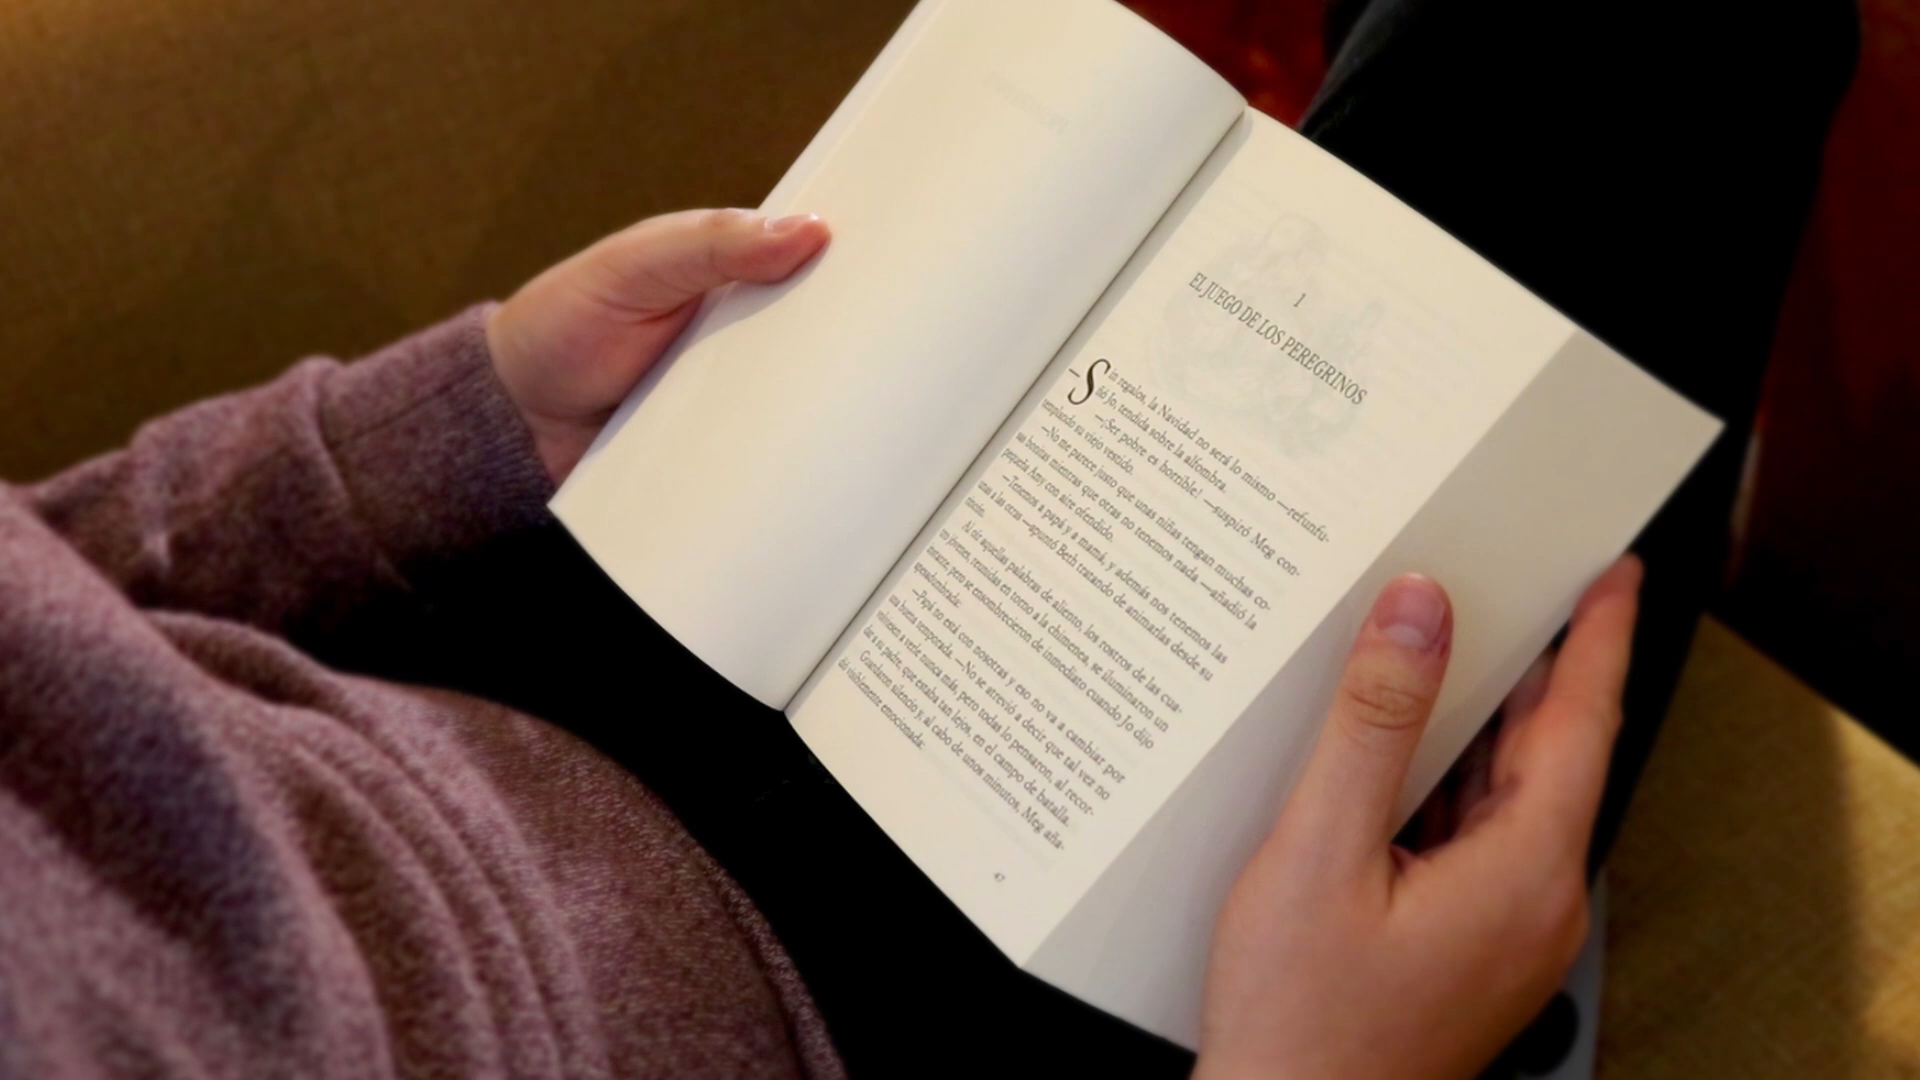 1
EL JUEGO DE LOS PEREGRINOS
—Sin regalos, la Navidad no será lo mismo —refunfu-
ñó Jo, tendida sobre la alfombra.
—¡Ser pobre es horrible! —suspiró Meg con-
templando su viejo vestido.
—No me parece justo que unas niñas tengan muchas co-
sas bonitas mientras que otras no tenemos nada —añadió la
pequeña Amy con aire ofendido.
—Tenemos a papá y a mamá, y además nos tenemos las
unas a las otras —apuntó Beth tratando de animarlas desde su
rincón.
Al oír aquellas palabras de aliento, los rostros de las cua-
tro jóvenes, reunidas en torno a la chimenea, se iluminaron un
instante, pero se ensombrecieron de inmediato cuando Jo dijo
apesadumbrada:
—Papá no está con nosotras y eso no va a cambiar por
una buena temporada. —No se atrevió a decir que tal vez no
volviesen a verle nunca más, pero todas lo pensaron, al recor-
dar a su padre, que estaba tan lejos, en el campo de batalla.
Guardaron silencio y, al cabo de unos minutos, Meg aña-
dió visiblemente emocionada:
47